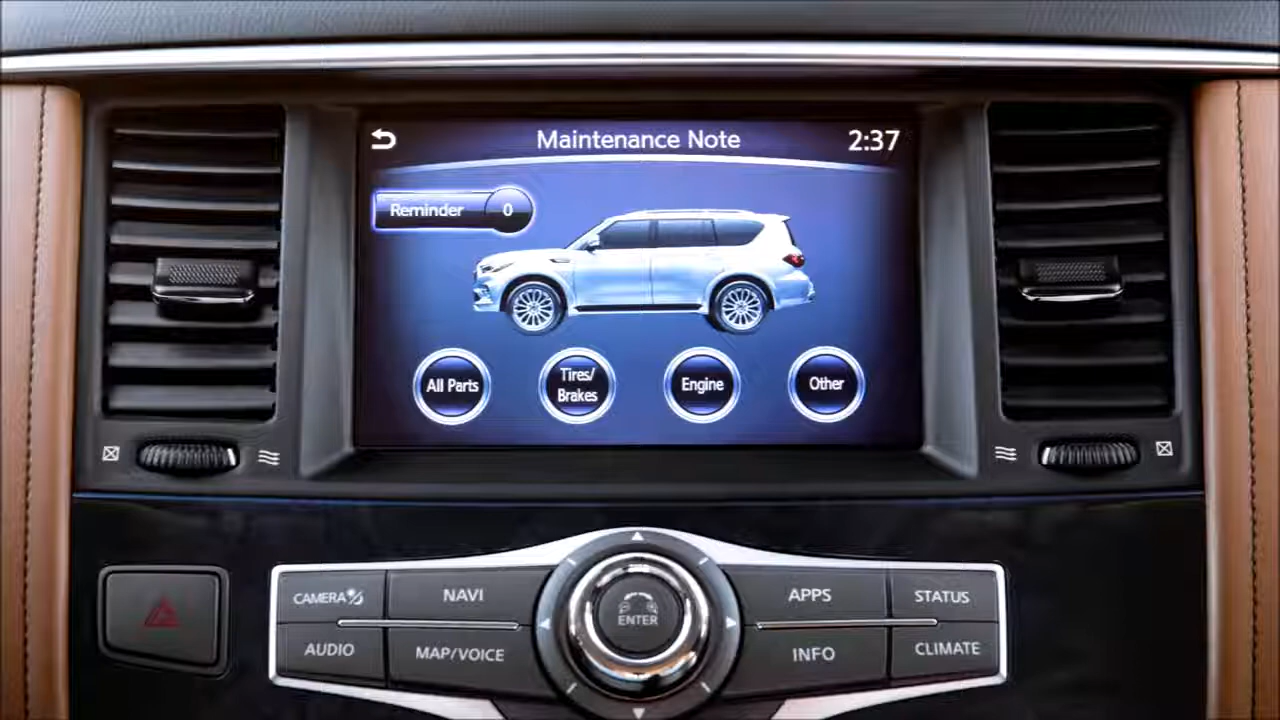 Maintenance Note
2:37
Reminder
0
All Parts
Tires/
Brakes
Engine
Other
CAMERA
NAVI
APPS
STATUS
ENTER
AUDIO
MAP/VOICE
INFO
CLIMATE